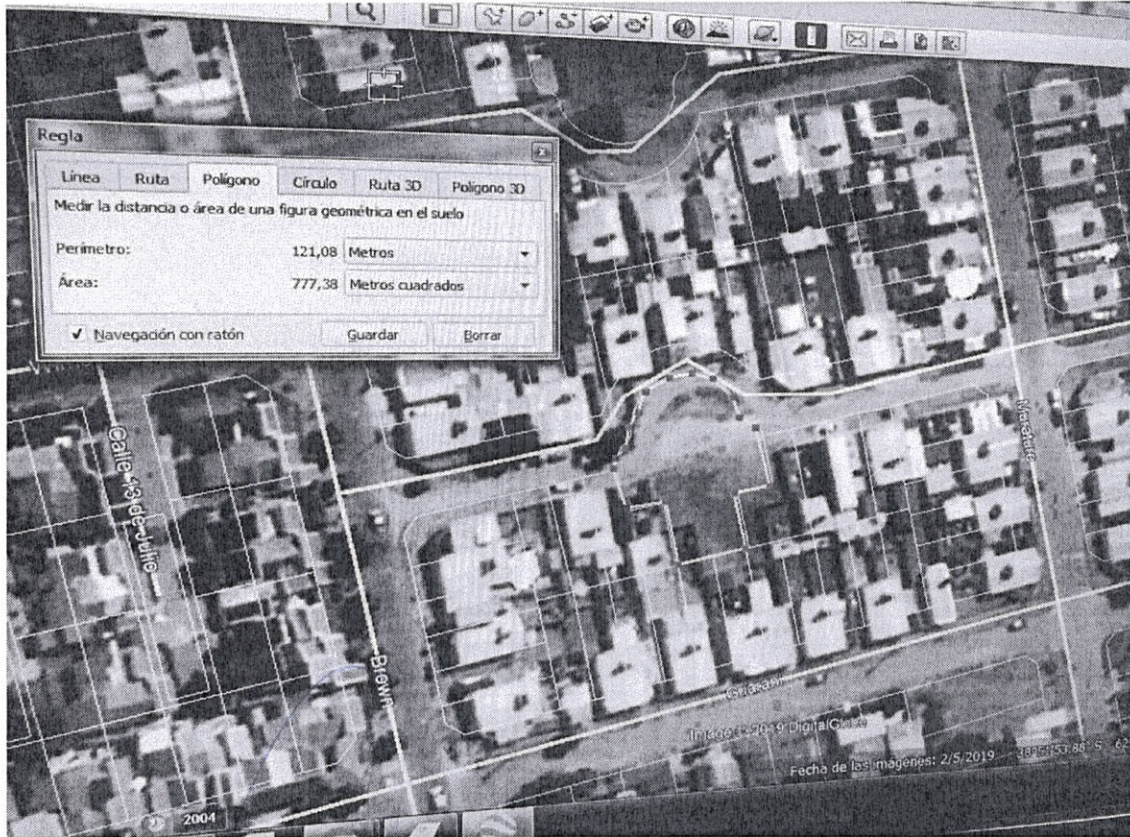 Regla
Línea Ruta Polígono Círculo Ruta 3D Polígono 3D
Medir la distancia o área de una figura geométrica en el suelo
Perímetro: 121,08 Metros
Área: 777,38 Metros cuadrados
Navegación con ratón Guardar Borrar
Calle 13 de Julio
Brown
2019 DigitalGlobe
Fecha de las imágenes: 2/5/2019
2004